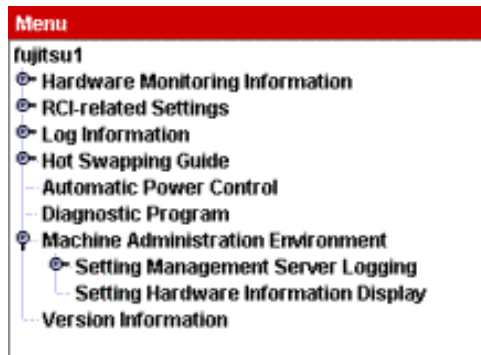 Menu
fujitsu1
Hardware Monitoring Information
RCI-related Settings
Log Information
Hot Swapping Guide
Automatic Power Control
Diagnostic Program
Machine Administration Environment
Setting Management Server Logging
Setting Hardware Information Display
Version Information